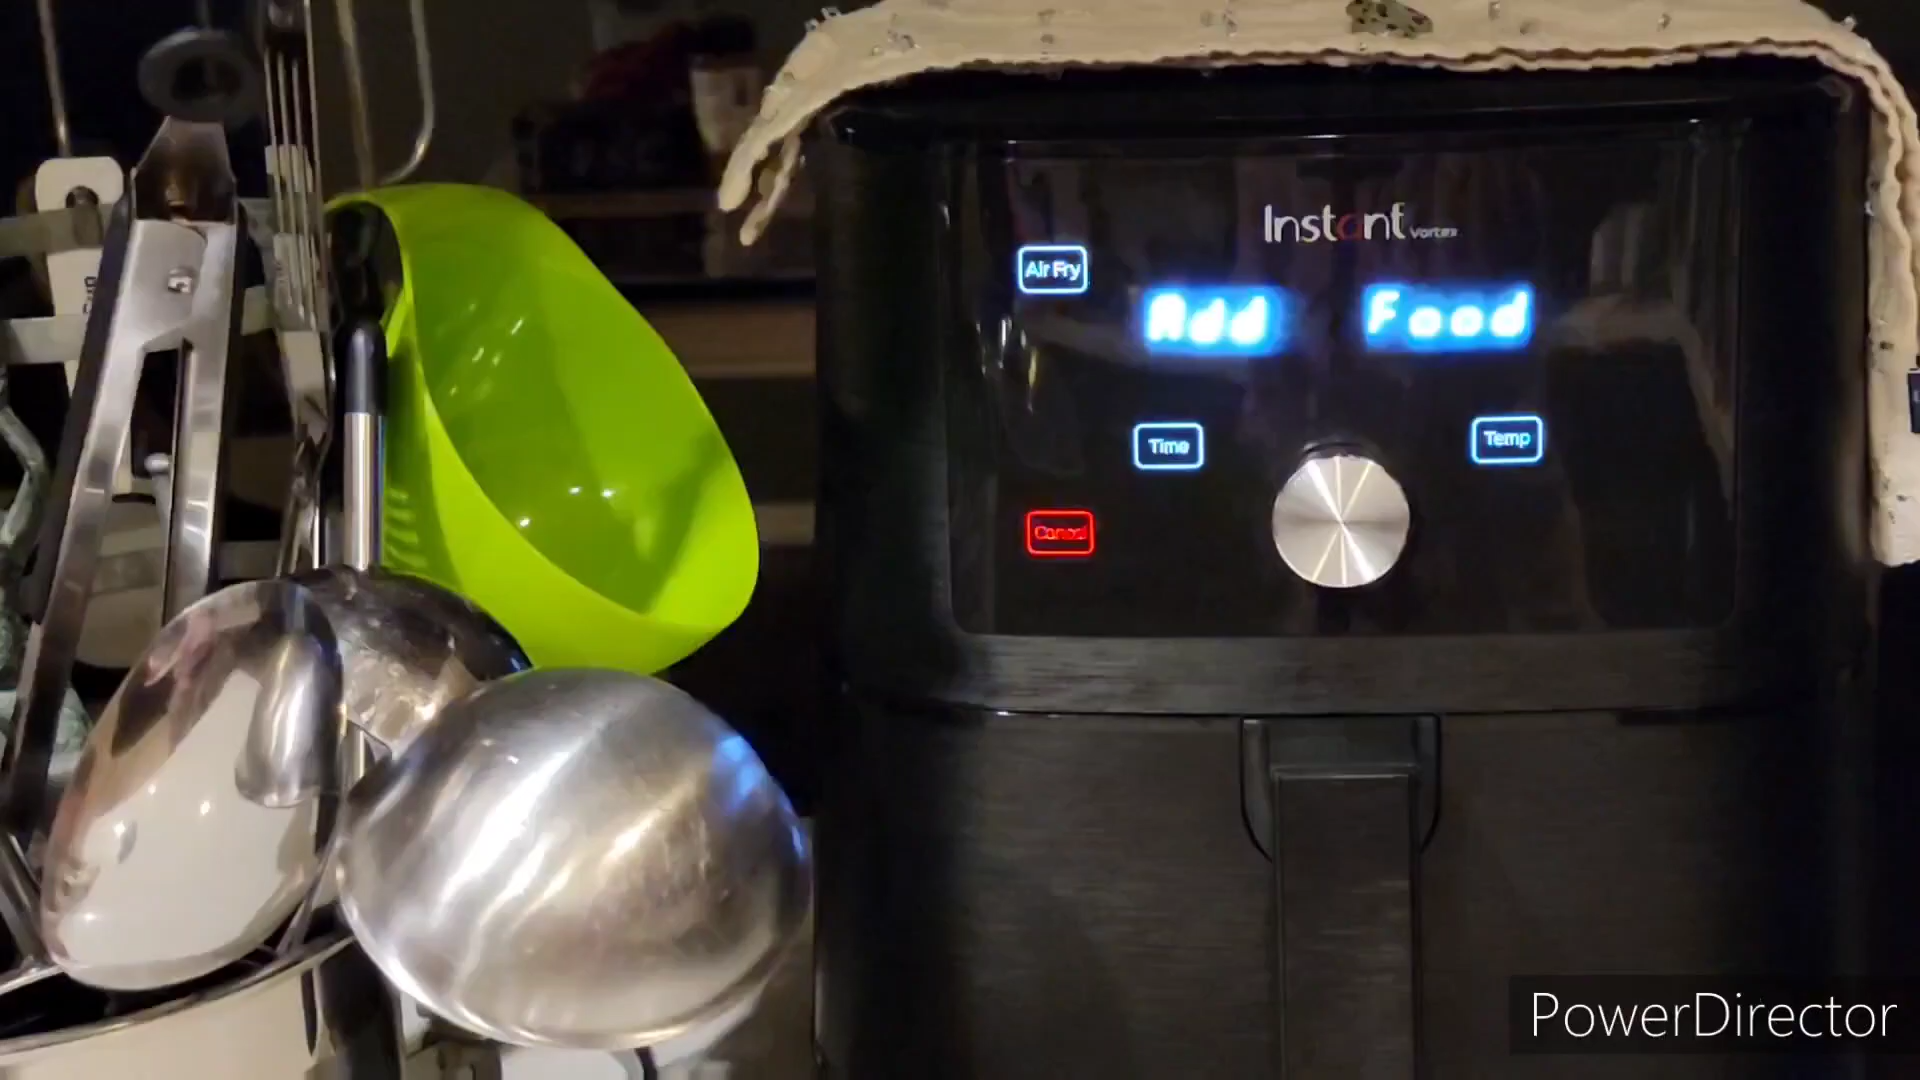 Instant Vortex
Air Fry
Add Food
Time
Temp
Cancel
PowerDirector